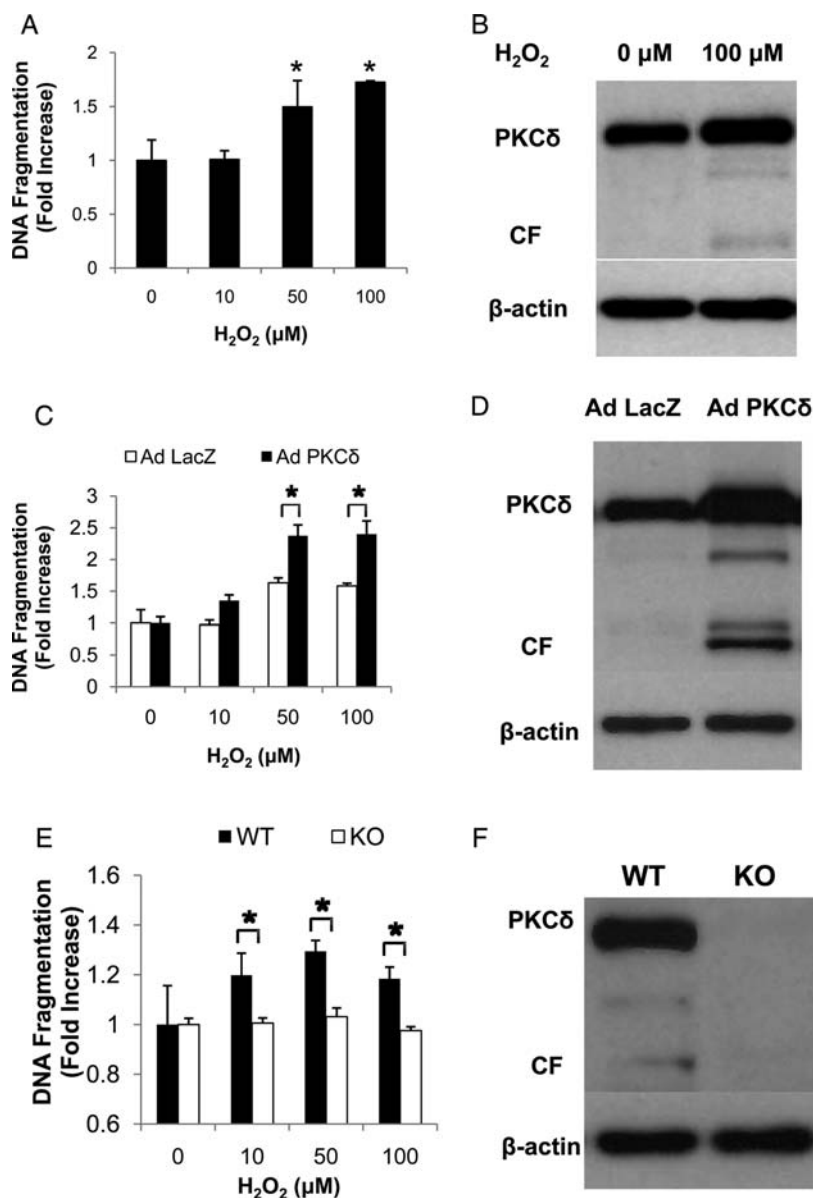 A
DNA Fragmentation
(Fold Increase)
2
1.5
1
0.5
0
* *
0 10 50 100
H₂O₂ (µM)
B
H₂O₂ 0 µM 100 µM
PKCδ
CF
β-actin
C
Ad LacZ Ad PKCδ
DNA Fragmentation
(Fold Increase)
3
2.5
2
1.5
1
0.5
0
* *
0 10 50 100
H₂O₂ (µM)
D
Ad LacZ Ad PKCδ
PKCδ
CF
β-actin
E
WT KO
DNA Fragmentation
(Fold Increase)
1.6
1.4
1.2
1
0.8
0.6
* * *
0 10 50 100
H₂O₂ (µM)
F
WT KO
PKCδ
CF
β-actin